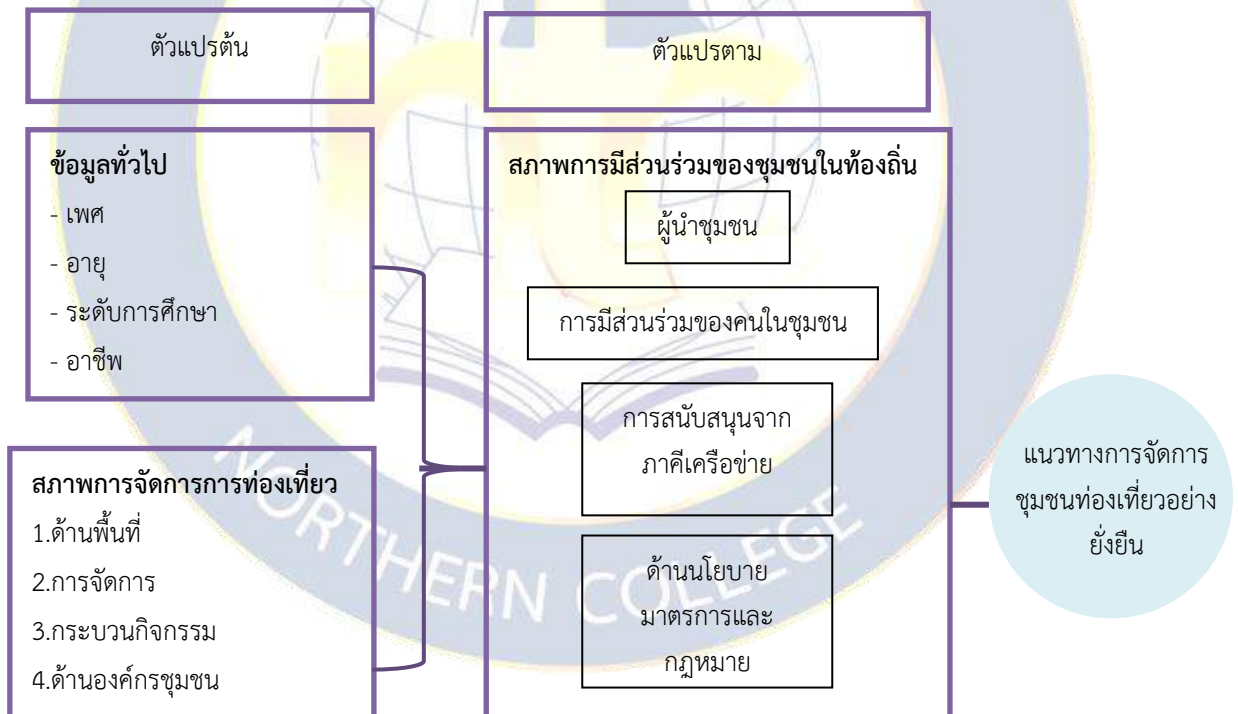 ตัวแปรต้น
ตัวแปรตาม
ข้อมูลทั่วไป
- เพศ
- อายุ
- ระดับการศึกษา
- อาชีพ
สภาพการจัดการการท่องเที่ยว
1.ด้านพื้นที่
2.การจัดการ
3.กระบวนกิจกรรม
4.ด้านองค์กรชุมชน
สภาพการมีส่วนร่วมของชุมชนในท้องถิ่น
ผู้นำชุมชน
การมีส่วนร่วมของคนในชุมชน
การสนับสนุนจาก
ภาคีเครือข่าย
ด้านนโยบาย
มาตรการและ
กฎหมาย
แนวทางการจัดการ
ชุมชนท่องเที่ยวอย่าง
ยั่งยืน
NORTHERN COLLEGE